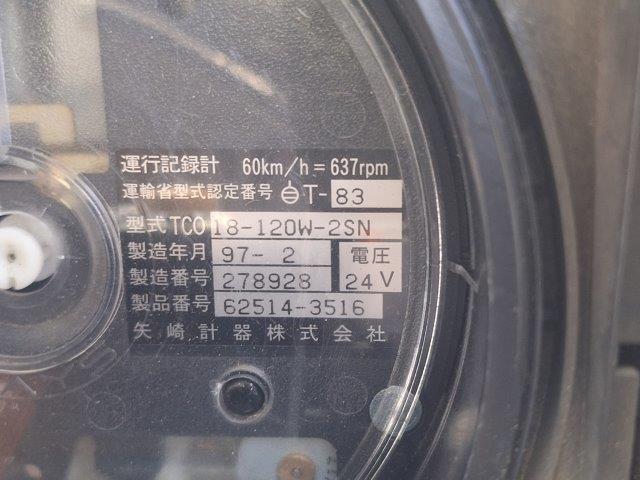 運行記録計 60km/h=637rpm
運輸省型式認定番号 T-83
型式 TCO 18-120W-2SN
製造年月 97-2 電圧
製造番号 278928 24V
製品番号 62514-3516
矢崎計器株式会社